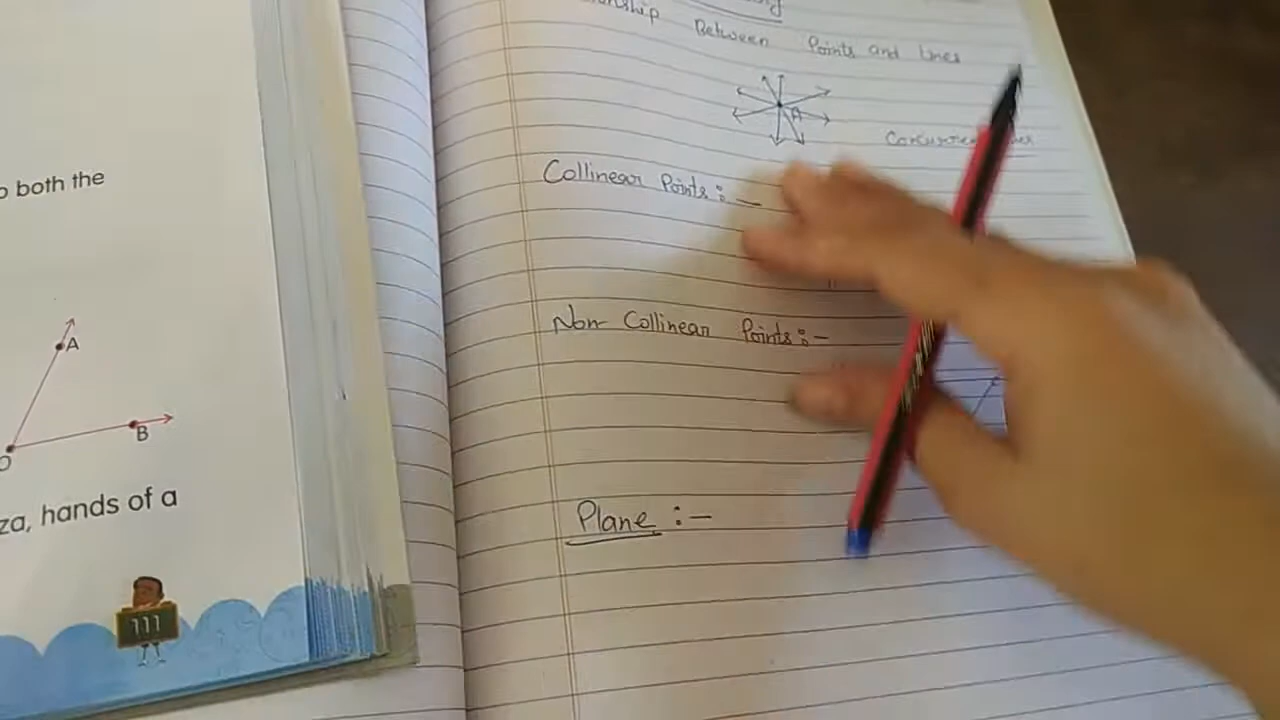 o both the
A
B
O
za, hands of a
111
Between Points and Lines
A
Collinear Points :-
Non Collinear Points :-
Plane :-